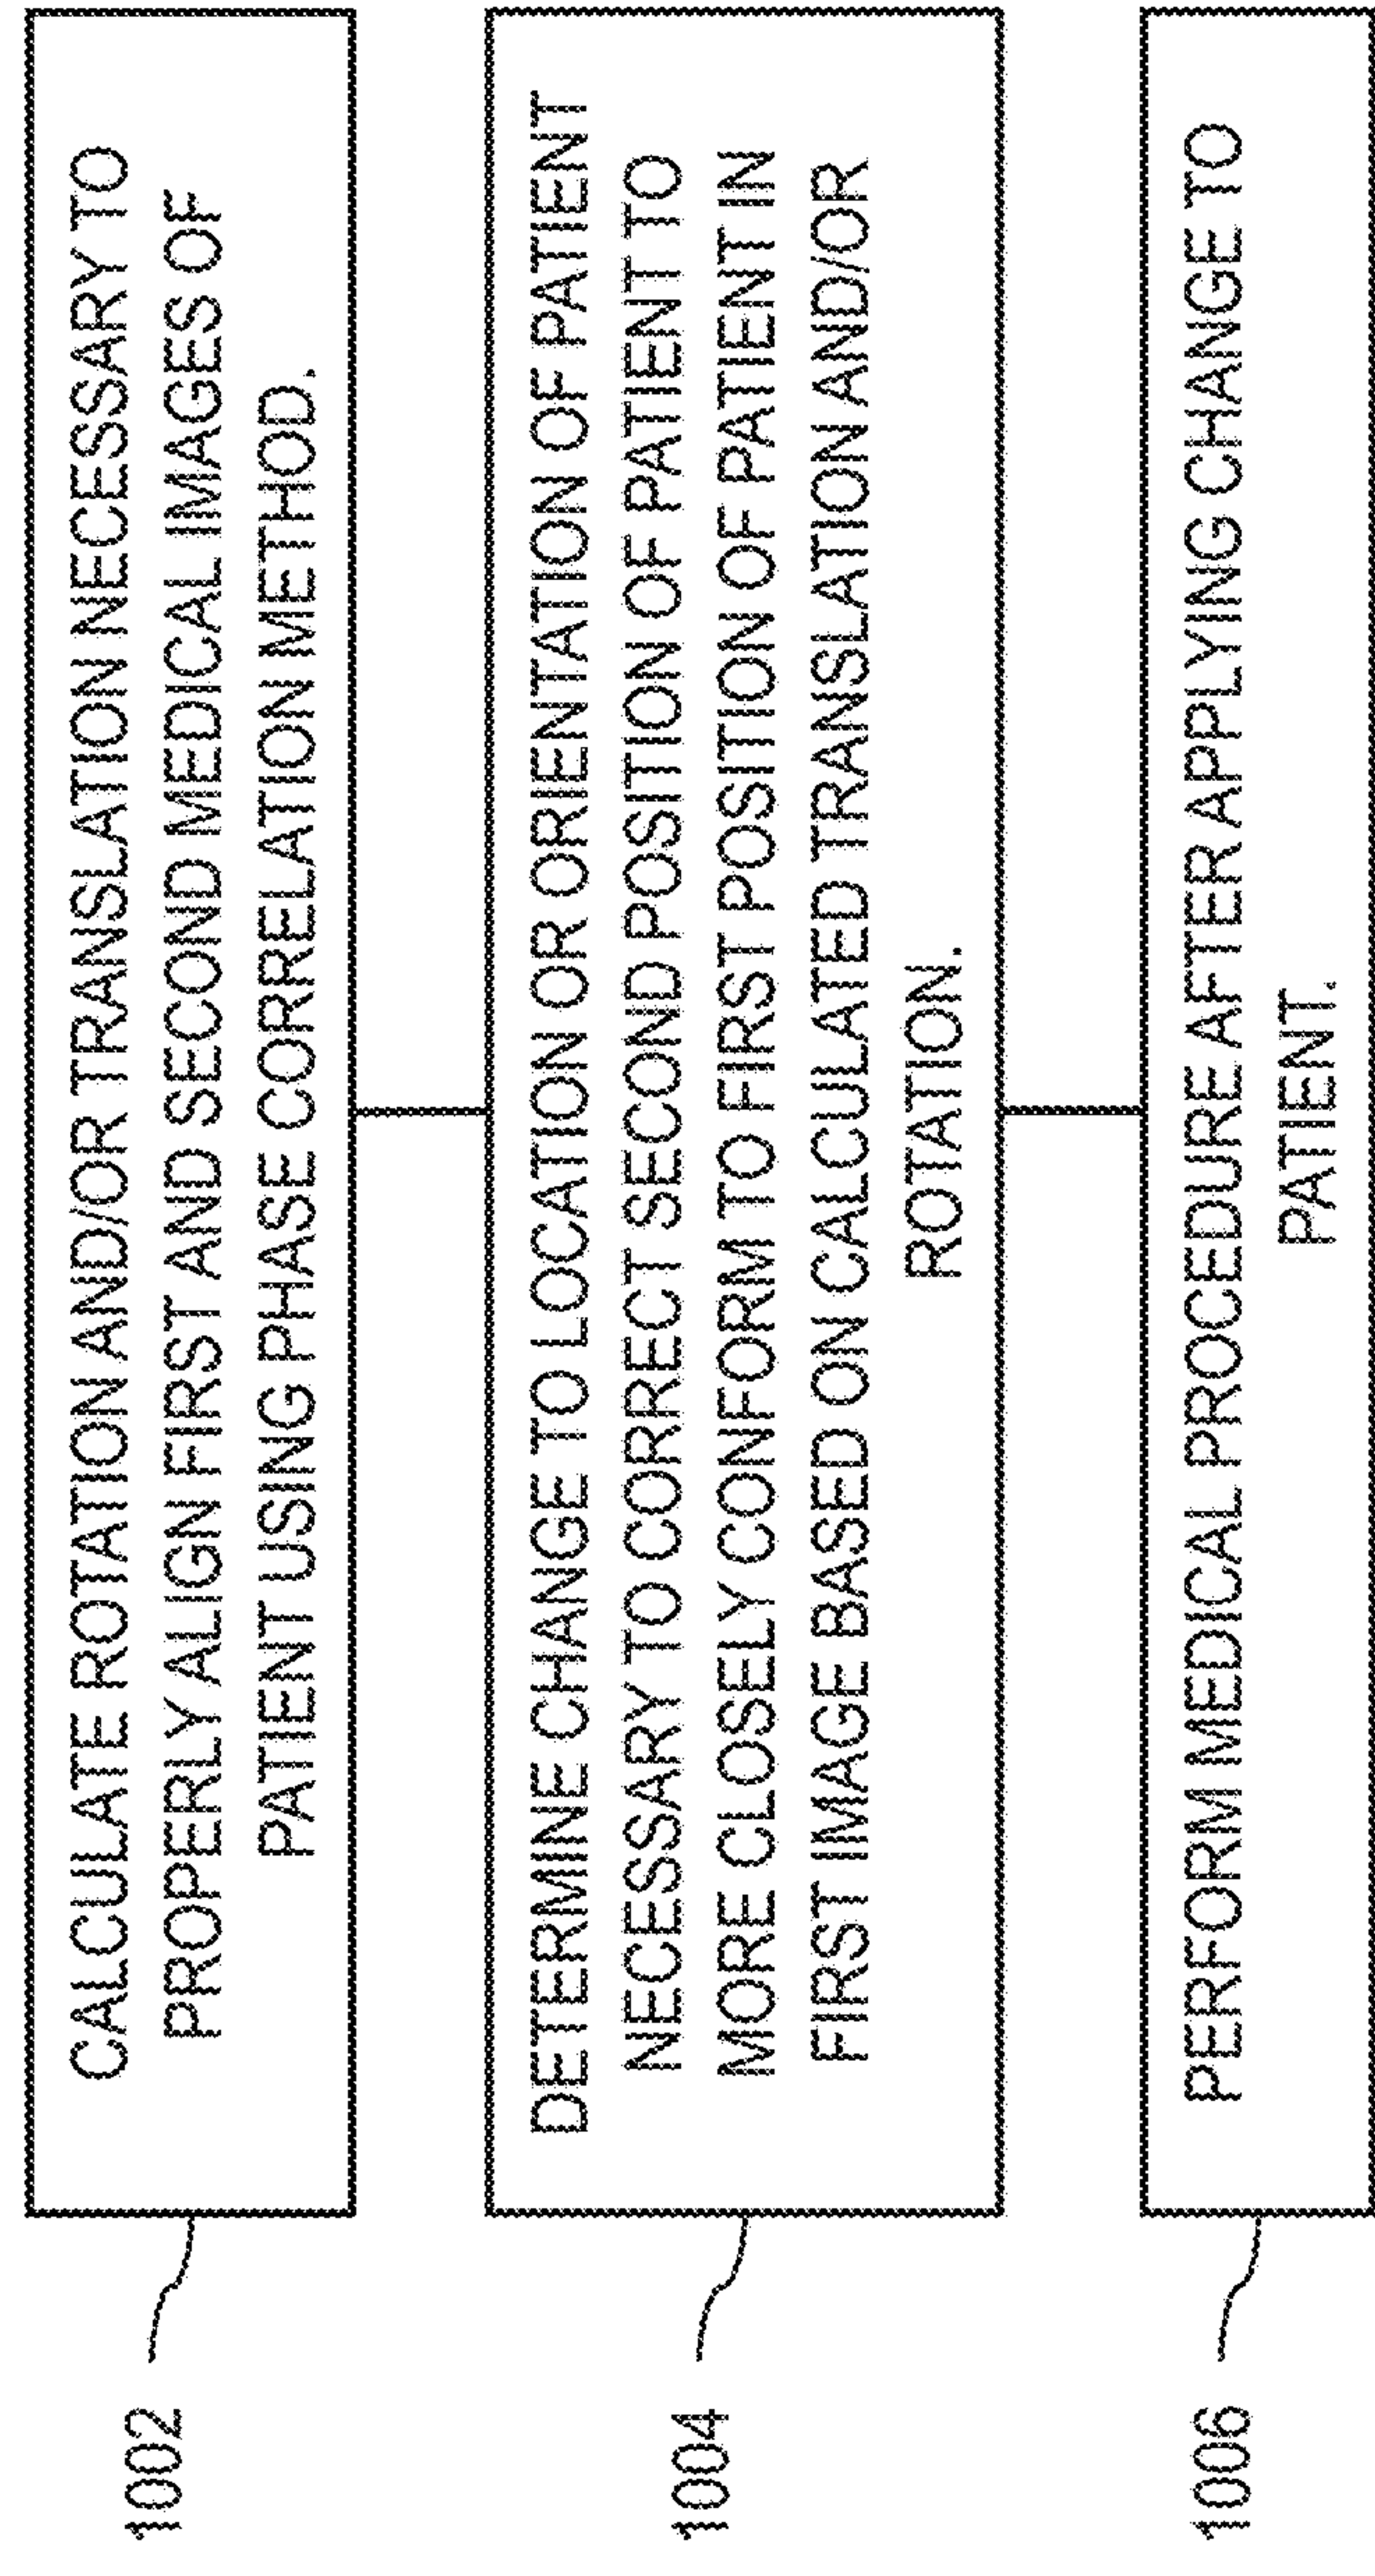 1002
CALCULATE ROTATION AND/OR TRANSLATION NECESSARY TO
PROPERLY ALIGN FIRST AND SECOND MEDICAL IMAGES OF
PATIENT USING PHASE CORRELATION METHOD.
1004
DETERMINE CHANGE TO LOCATION OR ORIENTATION OF PATIENT
NECESSARY TO CORRECT SECOND POSITION OF PATIENT TO
MORE CLOSELY CONFORM TO FIRST POSITION OF PATIENT IN
FIRST IMAGE BASED ON CALCULATED TRANSLATION AND/OR
ROTATION.
1006
PERFORM MEDICAL PROCEDURE AFTER APPLYING CHANGE TO
PATIENT.